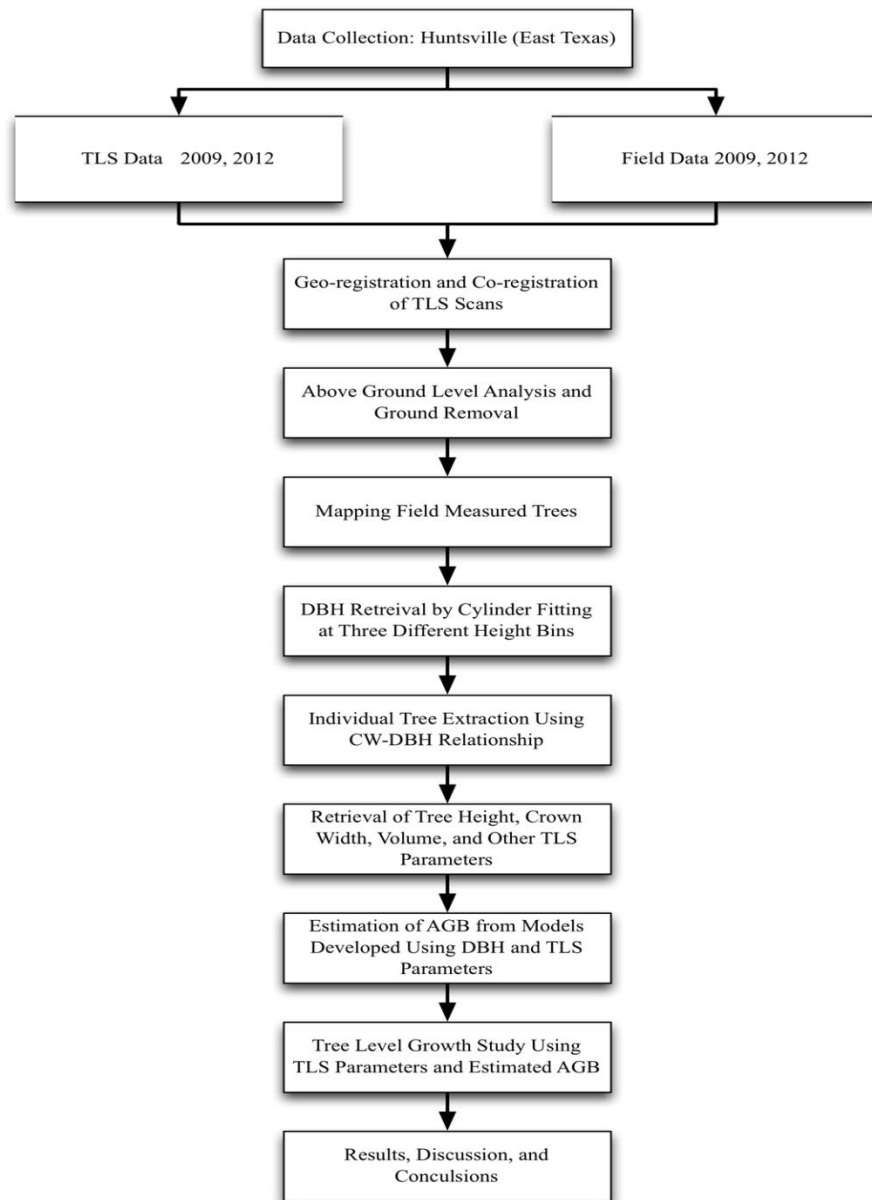 Data Collection: Huntsville (East Texas)
TLS Data 2009, 2012
Field Data 2009, 2012
Geo-registration and Co-registration
of TLS Scans
Above Ground Level Analysis and
Ground Removal
Mapping Field Measured Trees
DBH Retreival by Cylinder Fitting
at Three Different Height Bins
Individual Tree Extraction Using
CW-DBH Relationship
Retrieval of Tree Height, Crown
Width, Volume, and Other TLS
Parameters
Estimation of AGB from Models
Developed Using DBH and TLS
Parameters
Tree Level Growth Study Using
TLS Parameters and Estimated AGB
Results, Discussion, and
Conculsions